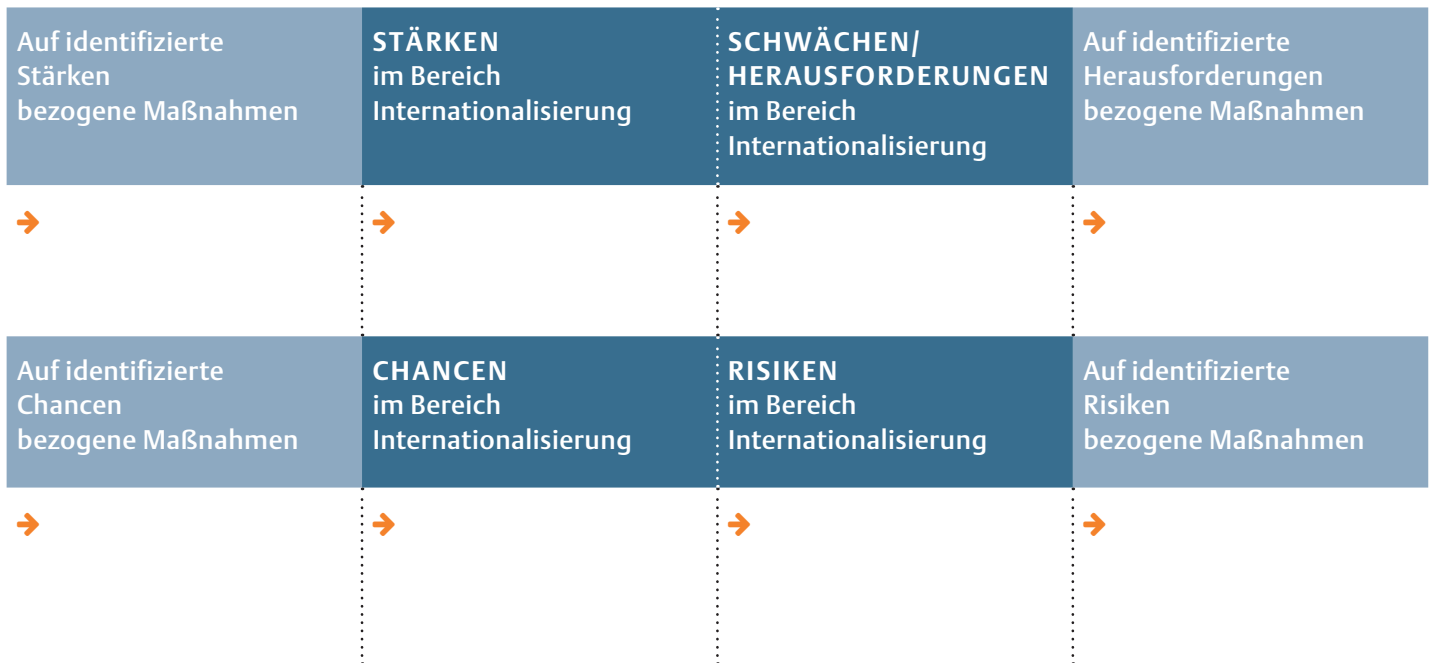 Auf identifizierte
Stärken
bezogene Maßnahmen
STÄRKEN
im Bereich
Internationalisierung
SCHWÄCHEN/
HERAUSFORDERUNGEN
im Bereich
Internationalisierung
Auf identifizierte
Herausforderungen
bezogene Maßnahmen
Auf identifizierte
Chancen
bezogene Maßnahmen
CHANCEN
im Bereich
Internationalisierung
RISIKEN
im Bereich
Internationalisierung
Auf identifizierte
Risiken
bezogene Maßnahmen